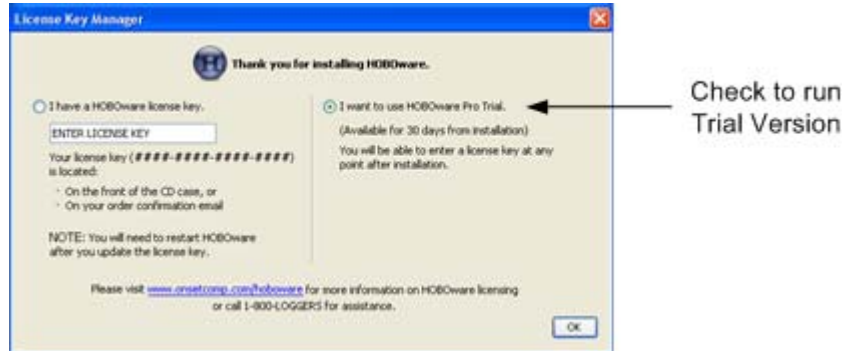 License Key Manager
H
Thank you for installing HOBOware.
I have a HOBOware license key.
ENTER LICENSE KEY
Your license key (####-####-####-####)
is located:
- On the front of the CD case, or
- On your order confirmation email
NOTE: You will need to restart HOBOware
after you update the license key.
I want to use HOBOware Pro Trial.
(Available for 30 days from installation)
You will be able to enter a license key at any
point after installation.
Please visit www.onsetcomp.com/hoboware for more information on HOBOware licensing
or call 1-800-LOGGERS for assistance.
OK
Check to run
Trial Version